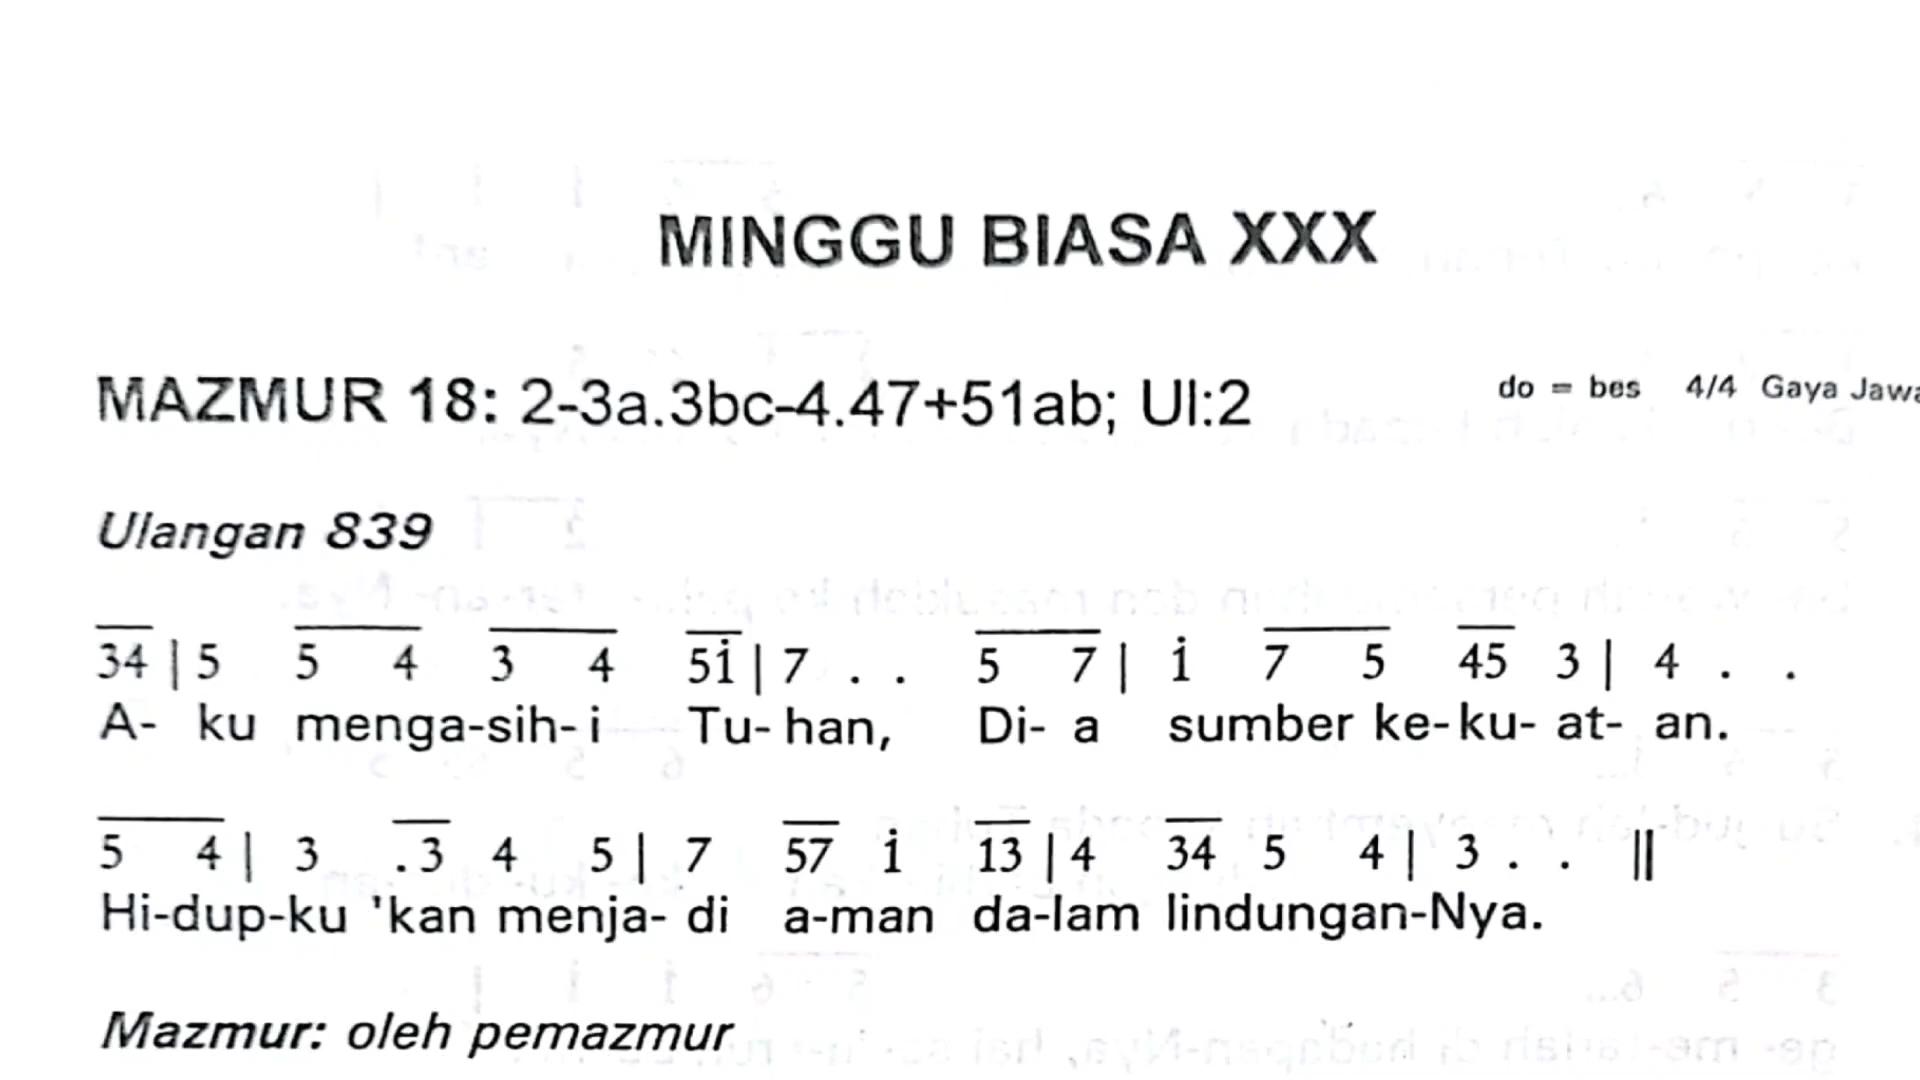 MINGGU BIASA XXX
MAZMUR 18: 2-3a.3bc-4.47+51ab; Ul:2 do = bes 4/4 Gaya Jawa
Ulangan 839
34 | 5 5 4 3 4 5i | 7 . . 5 7 | i 7 5 45 3 | 4 . .
A- ku menga-sih-i Tu-han, Di- a sumber ke-ku- at- an.
5 4 | 3 .3 4 5 | 7 57 i 13 | 4 34 5 4 | 3 . . ||
Hi-dup-ku 'kan menja- di a-man da-lam lindungan-Nya.
Mazmur: oleh pemazmur